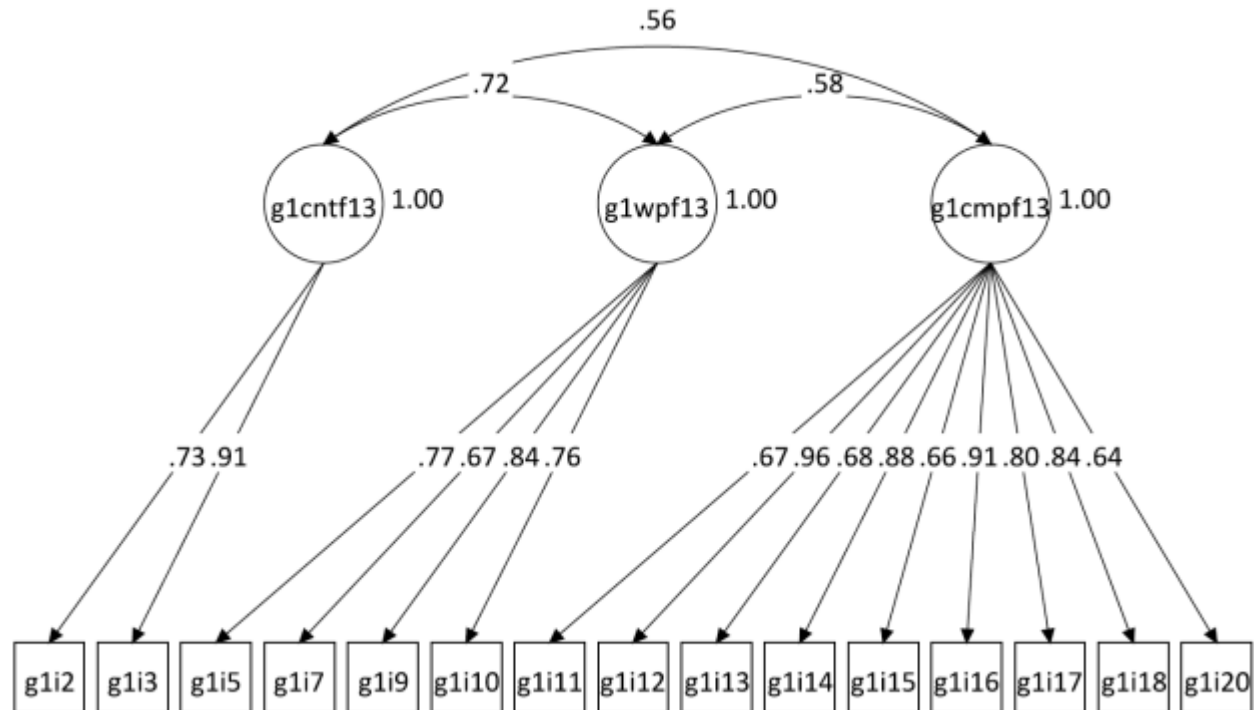 .56
.72 .58
g1cntf13 1.00 g1wpf13 1.00 g1cmpf13 1.00
.73 .91 .77 .67 .84 .76 .67 .96 .68 .88 .66 .91 .80 .84 .64
g1i2 g1i3 g1i5 g1i7 g1i9 g1i10 g1i11 g1i12 g1i13 g1i14 g1i15 g1i16 g1i17 g1i18 g1i20